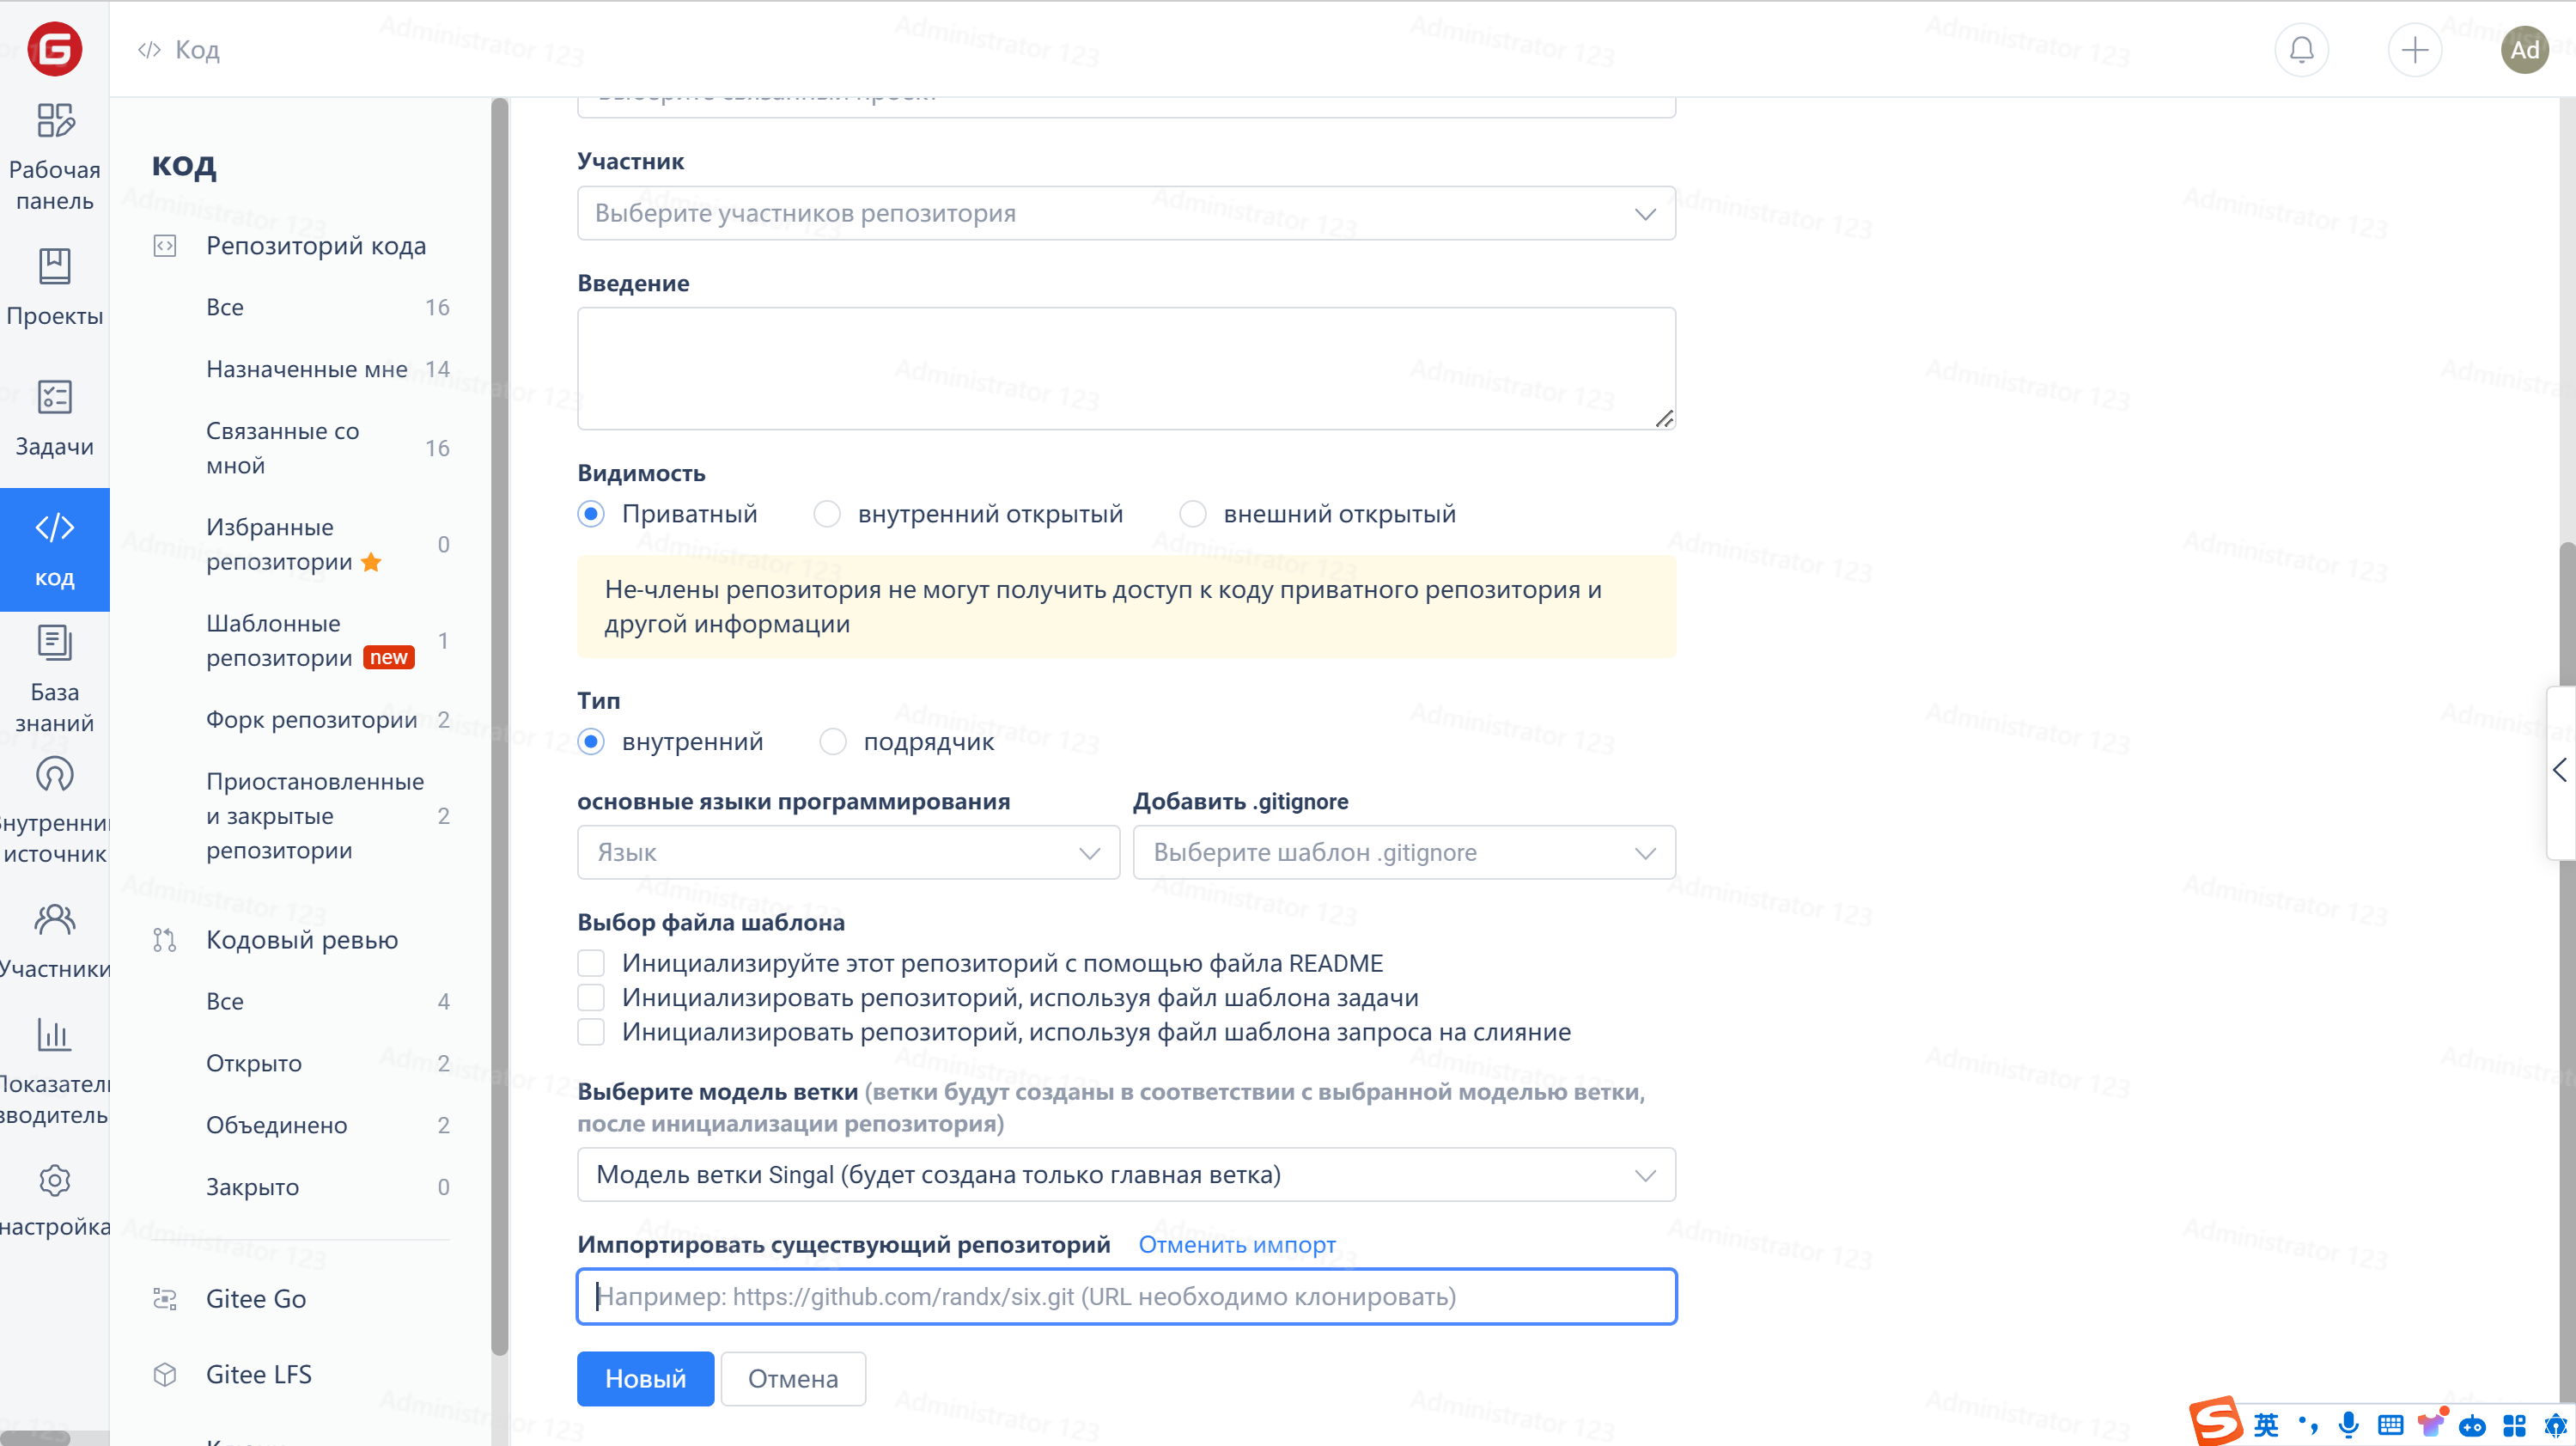 Код
Ad
Рабочая
панель
Проекты
Задачи
код
База
знаний
источник
Участники
настройка
код
Репозиторий кода
Все 16
Назначенные мне 14
Связанные со
мной 16
Избранные
репозитории 0
Шаблонные
репозитории new 1
Форк репозитории 2
Приостановленные
и закрытые
репозитории 2
Кодовый ревью
Все 4
Открыто 2
Объединено 2
Закрыто 0
Gitee Go
Gitee LFS
Участник
Выберите участников репозитория
Введение
Видимость
Приватный внутренний открытый внешний открытый
Не-члены репозитория не могут получить доступ к коду приватного репозитория и
другой информации
Тип
внутренний подрядчик
основные языки программирования Добавить .gitignore
Язык Выберите шаблон .gitignore
Выбор файла шаблона
Инициализируйте этот репозиторий с помощью файла README
Инициализировать репозиторий, используя файл шаблона задачи
Инициализировать репозиторий, используя файл шаблона запроса на слияние
Выберите модель ветки (ветки будут созданы в соответствии с выбранной моделью ветки,
после инициализации репозитория)
Модель ветки Singal (будет создана только главная ветка)
Импортировать существующий репозиторий Отменить импорт
Например: https://github.com/randx/six.git (URL необходимо клонировать)
Новый Отмена
英
Administrator 123